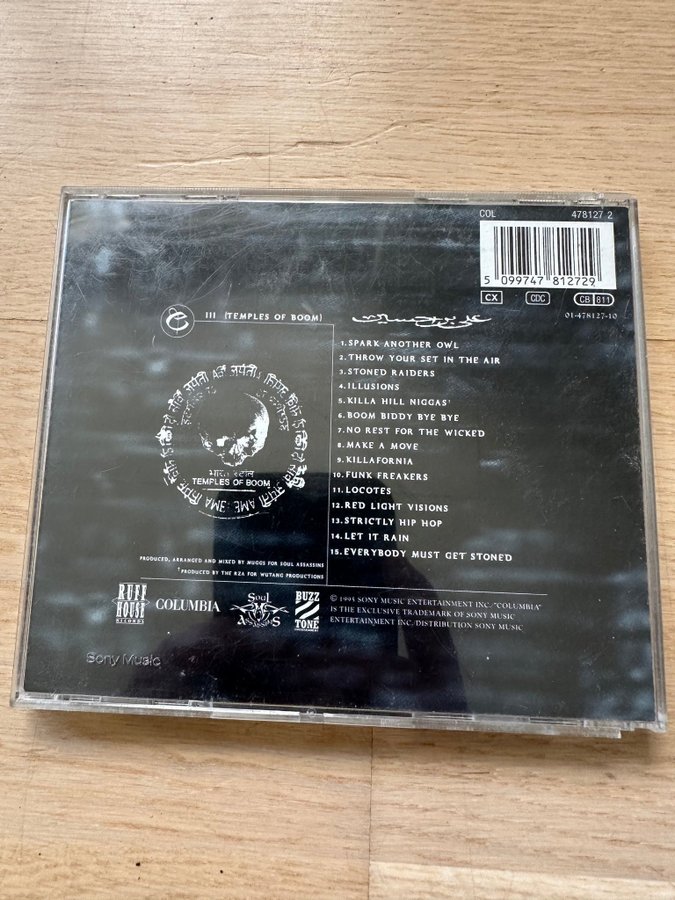 COL 478127 2
5 099747 812729
CX CDC CB 811
01-478127-10
III (TEMPLES OF BOOM)
1. SPARK ANOTHER OWL
2. THROW YOUR SET IN THE AIR
3. STONED RAIDERS
4. ILLUSIONS
5. KILLA HILL NIGGAS†
6. BOOM BIDDY BYE BYE
7. NO REST FOR THE WICKED
8. MAKE A MOVE
9. KILLAFORNIA
10. FUNK FREAKERS
11. LOCOTES
12. RED LIGHT VISIONS
13. STRICTLY HIP HOP
14. LET IT RAIN
15. EVERYBODY MUST GET STONED
TEMPLES OF BOOM
PRODUCED, ARRANGED AND MIXED BY MUGGS FOR SOUL ASSASSINS
†PRODUCED BY THE RZA FOR WUTANG PRODUCTIONS
RUFF
HOUSE
RECORDS
COLUMBIA
SOUL
ASSASSINS
BUZZ
TONE
© 1995 SONY MUSIC ENTERTAINMENT INC./"COLUMBIA"
IS THE EXCLUSIVE TRADEMARK OF SONY MUSIC
ENTERTAINMENT INC./DISTRIBUTION SONY MUSIC
Sony Music